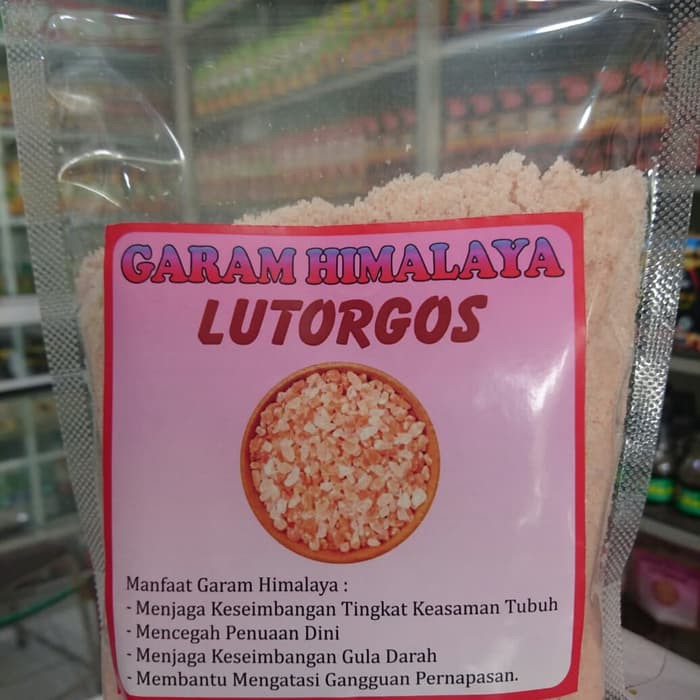 GARAM HIMALAYA
LUTORGOS
Manfaat Garam Himalaya :
- Menjaga Keseimbangan Tingkat Keasaman Tubuh
- Mencegah Penuaan Dini
- Menjaga Keseimbangan Gula Darah
- Membantu Mengatasi Gangguan Pernapasan.